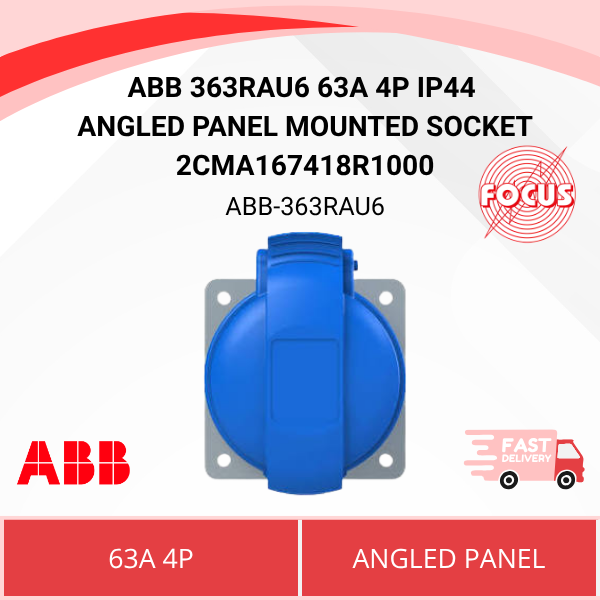 ABB 363RAU6 63A 4P IP44
ANGLED PANEL MOUNTED SOCKET
2CMA167418R1000
ABB-363RAU6
FOCUS
ABB
FAST
DELIVERY
63A 4P
ANGLED PANEL